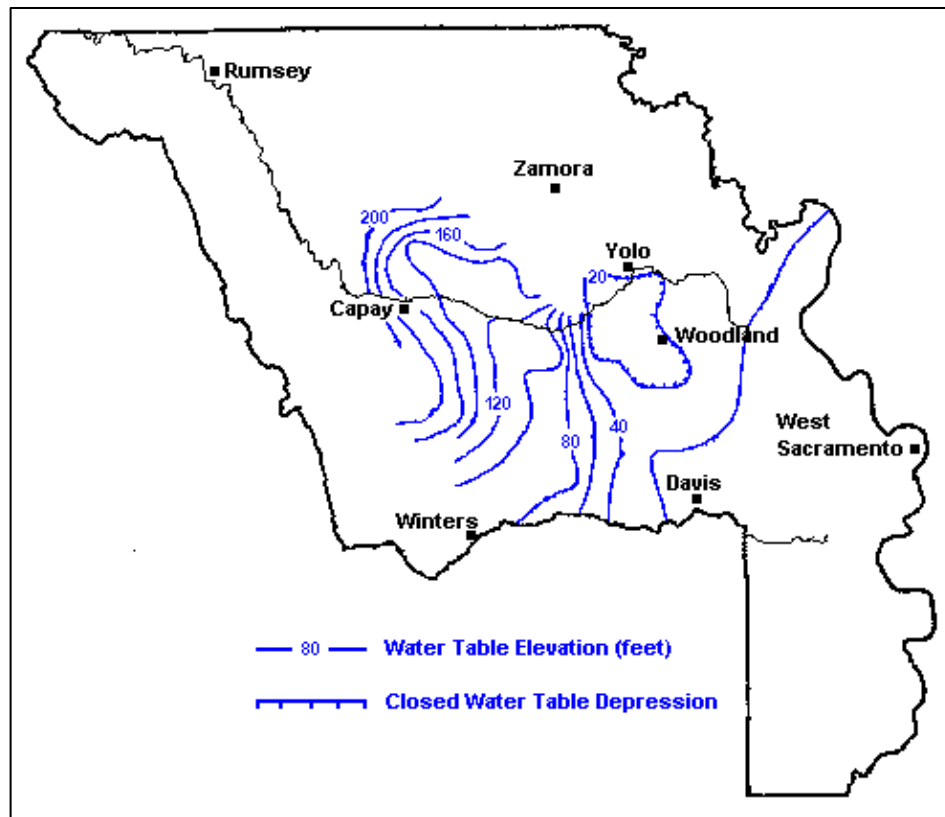 Rumsey
Zamora
200
160
Yolo
20
Capay
Woodland
120
40
80
West
Sacramento
Davis
Winters
80 Water Table Elevation (feet)
Closed Water Table Depression